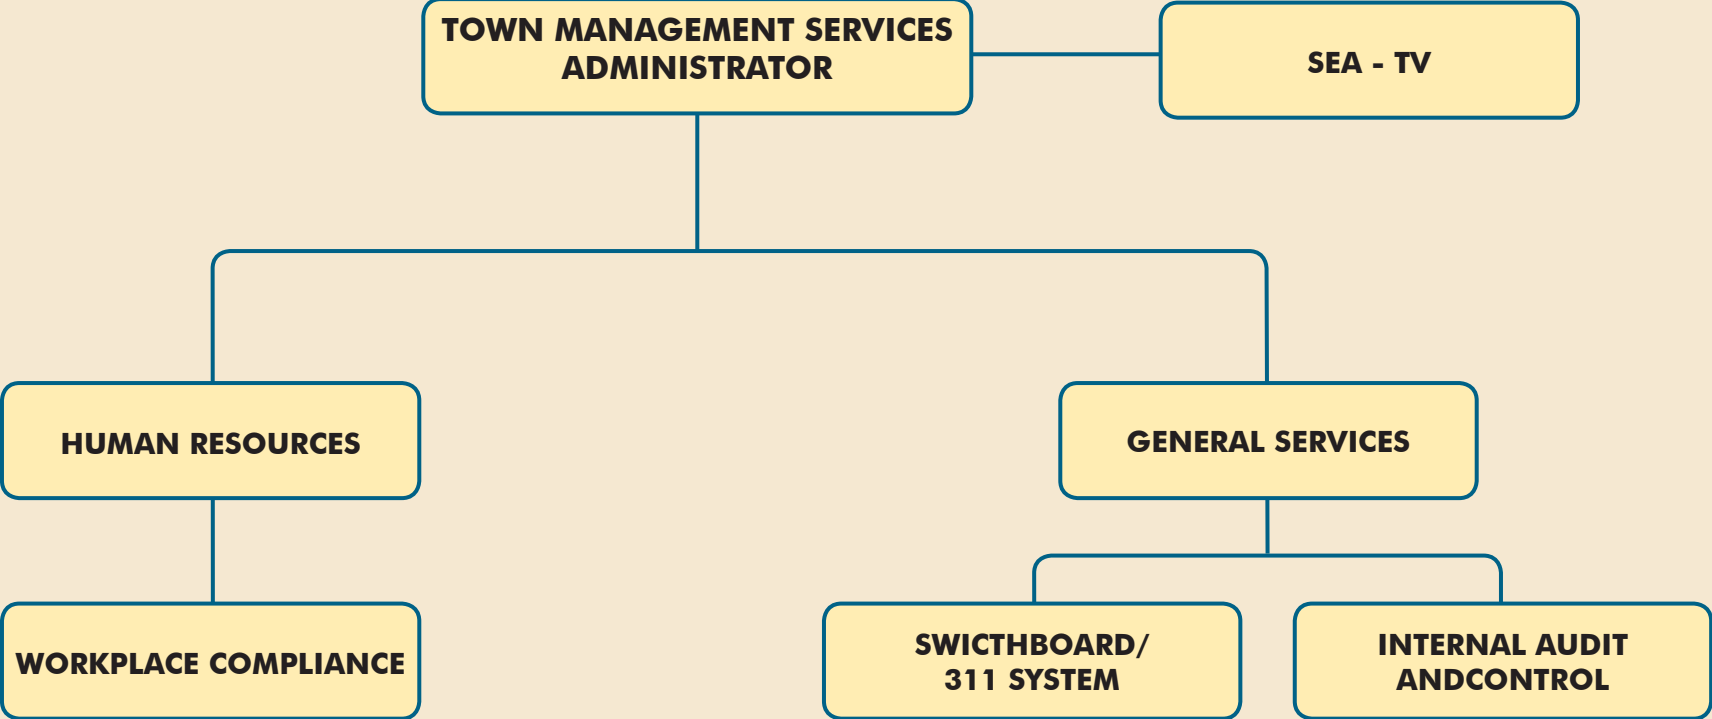 TOWN MANAGEMENT SERVICES
ADMINISTRATOR
SEA - TV
HUMAN RESOURCES
GENERAL SERVICES
WORKPLACE COMPLIANCE
SWICTHBOARD/
311 SYSTEM
INTERNAL AUDIT
ANDCONTROL